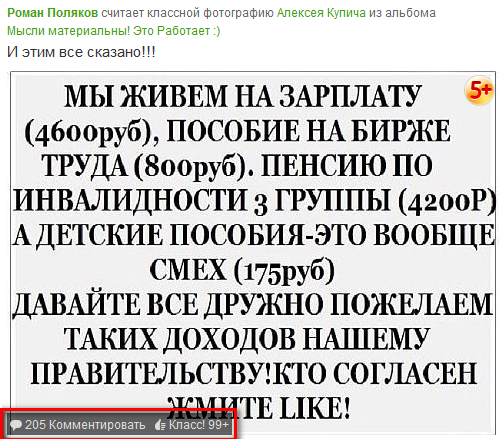 Роман Поляков считает классной фотографию Алексея Купича из альбома
Мысли материальны! Это Работает :)
И этим все сказано!!!
5+
МЫ ЖИВЕМ НА ЗАРПЛАТУ
(4600руб), ПОСОБИЕ НА БИРЖЕ
ТРУДА (800руб). ПЕНСИЮ ПО
ИНВАЛИДНОСТИ 3 ГРУППЫ (4200Р)
А ДЕТСКИЕ ПОСОБИЯ-ЭТО ВООБЩЕ
СМЕХ (175руб)
ДАВАЙТЕ ВСЕ ДРУЖНО ПОЖЕЛАЕМ
ТАКИХ ДОХОДОВ НАШЕМУ
ПРАВИТЕЛЬСТВУ!КТО СОГЛАСЕН
ЖМИТЕ LIKE!
205 Комментировать Класс! 99+